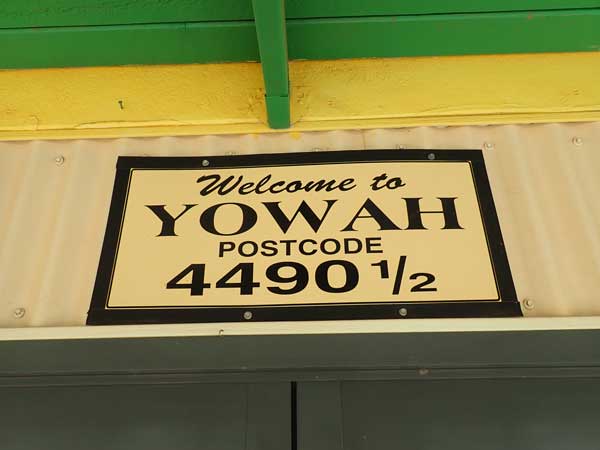 Welcome to
YOWAH
POSTCODE
4490 1/2